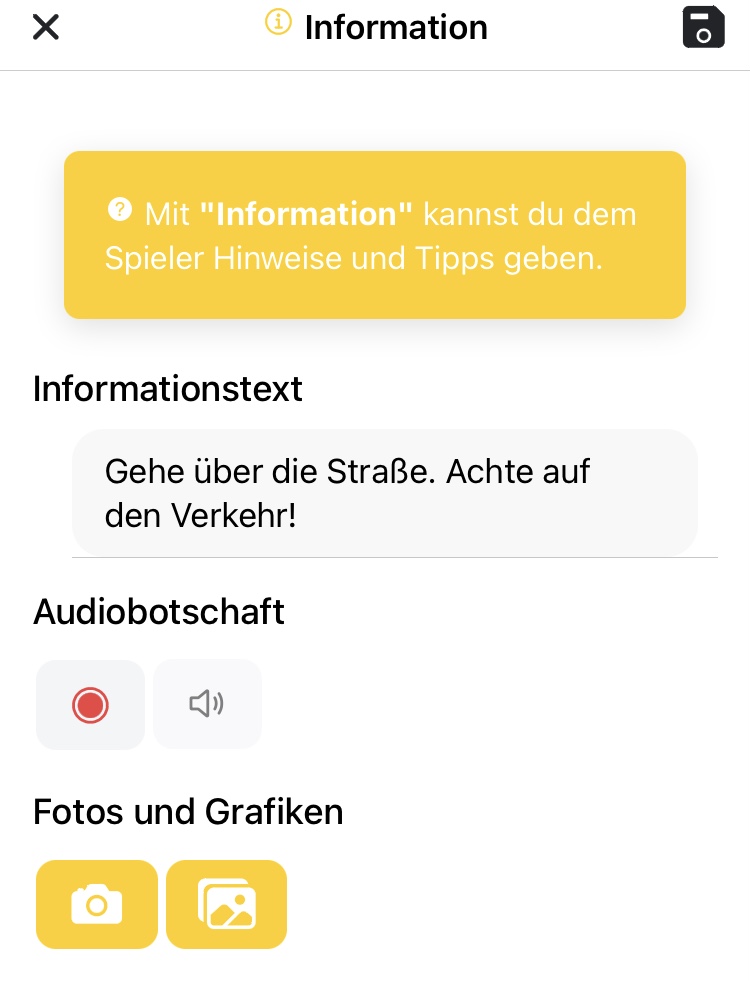 Information
Mit "Information" kannst du dem
Spieler Hinweise und Tipps geben.
Informationstext
Gehe über die Straße. Achte auf
den Verkehr!
Audiobotschaft
Fotos und Grafiken